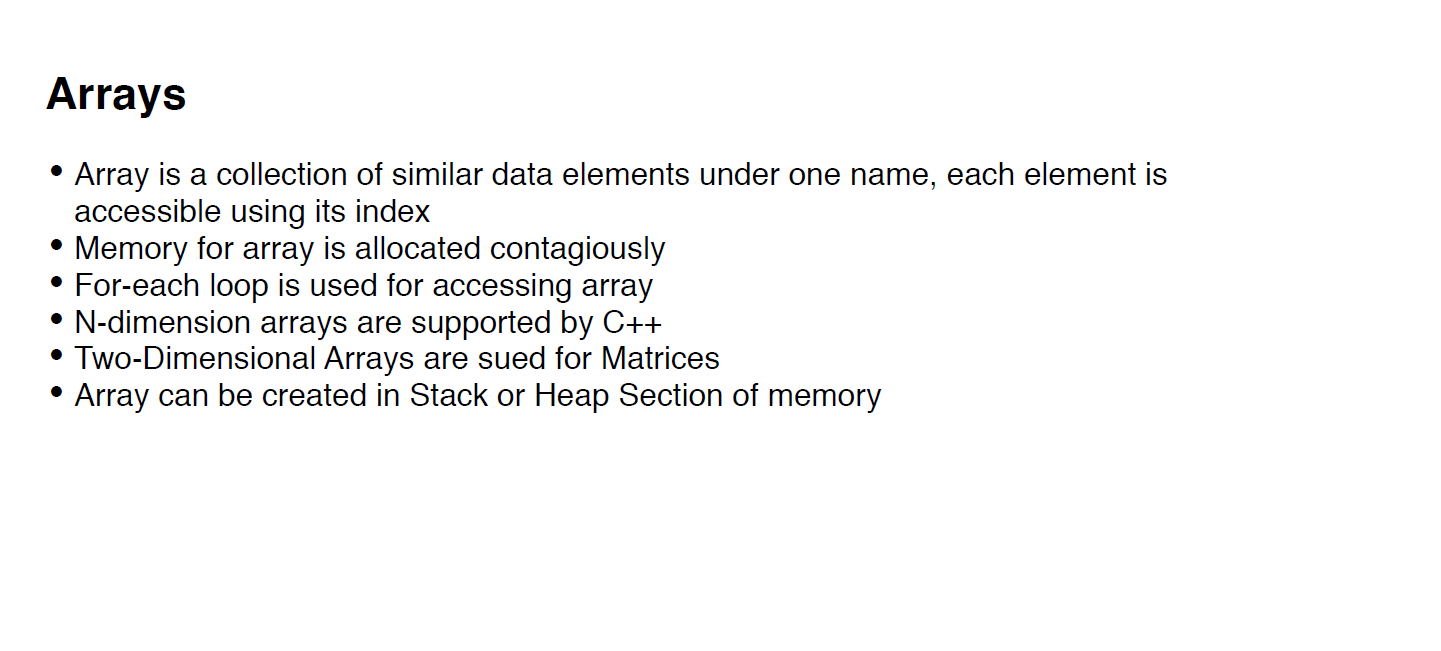 Arrays
• Array is a collection of similar data elements under one name, each element is
accessible using its index
• Memory for array is allocated contagiously
• For-each loop is used for accessing array
• N-dimension arrays are supported by C++
• Two-Dimensional Arrays are sued for Matrices
• Array can be created in Stack or Heap Section of memory